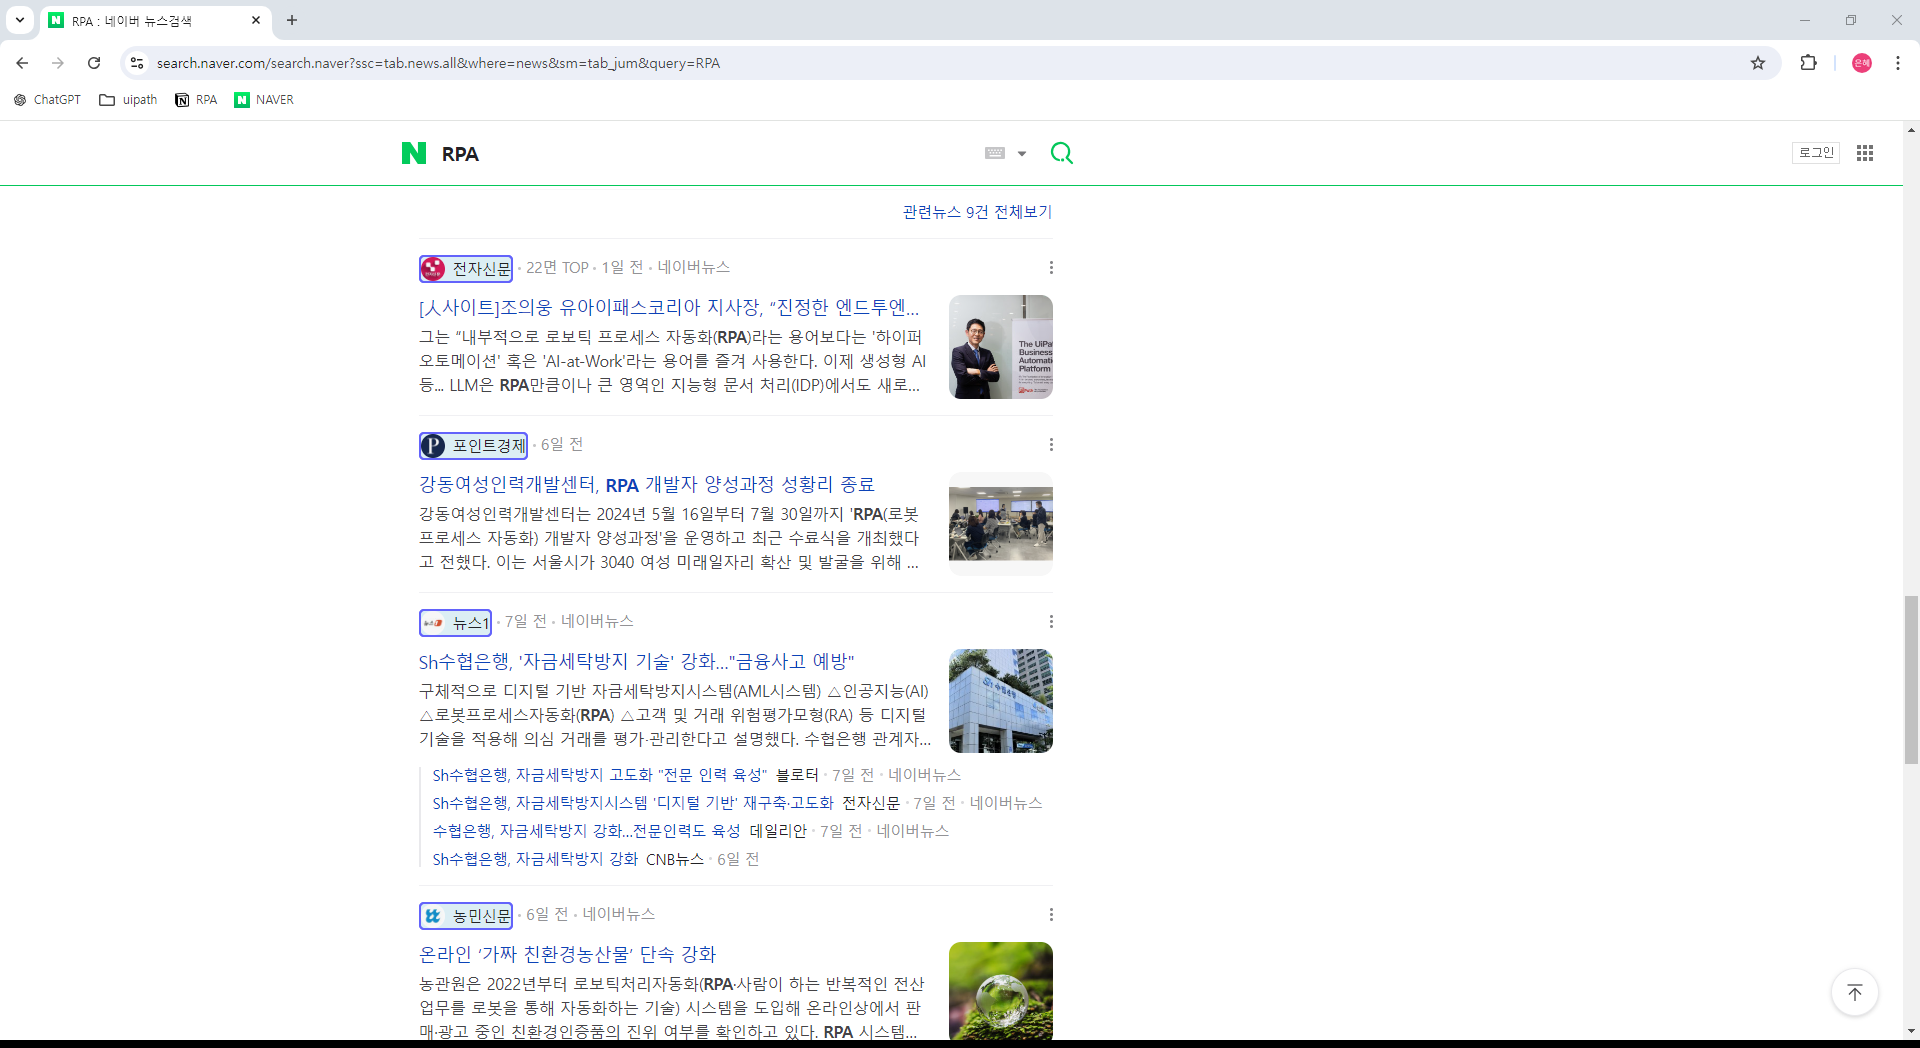 RPA : 네이버 뉴스검색
search.naver.com/search.naver?ssc=tab.news.all&where=news&sm=tab_jum&query=RPA
은혜
ChatGPT uipath RPA NAVER
RPA
로그인
관련뉴스 9건 전체보기
전자신문 · 22면 TOP · 1일 전 · 네이버뉴스
[人사이트]조의웅 유아이패스코리아 지사장, “진정한 엔드투엔...
그는 “내부적으로 로보틱 프로세스 자동화(RPA)라는 용어보다는 '하이퍼
오토메이션' 혹은 'AI-at-Work'라는 용어를 즐겨 사용한다. 이제 생성형 AI
등... LLM은 RPA만큼이나 큰 영역인 지능형 문서 처리(IDP)에서도 새로...
The UiPa
Business
Automati
Platform
포인트경제 · 6일 전
강동여성인력개발센터, RPA 개발자 양성과정 성황리 종료
강동여성인력개발센터는 2024년 5월 16일부터 7월 30일까지 'RPA(로봇
프로세스 자동화) 개발자 양성과정'을 운영하고 최근 수료식을 개최했다
고 전했다. 이는 서울시가 3040 여성 미래일자리 확산 및 발굴을 위해 ...
뉴스1 · 7일 전 · 네이버뉴스
Sh수협은행, '자금세탁방지 기술' 강화..."금융사고 예방"
구체적으로 디지털 기반 자금세탁방지시스템(AML시스템) △인공지능(AI)
△로봇프로세스자동화(RPA) △고객 및 거래 위험평가모형(RA) 등 디지털
기술을 적용해 의심 거래를 평가·관리한다고 설명했다. 수협은행 관계자...
Sh수협은행, 자금세탁방지 고도화 "전문 인력 육성" 블로터 · 7일 전 · 네이버뉴스
Sh수협은행, 자금세탁방지시스템 '디지털 기반' 재구축·고도화 전자신문 · 7일 전 · 네이버뉴스
수협은행, 자금세탁방지 강화...전문인력도 육성 데일리안 · 7일 전 · 네이버뉴스
Sh수협은행, 자금세탁방지 강화 CNB뉴스 · 6일 전
농민신문 · 6일 전 · 네이버뉴스
온라인 ‘가짜 친환경농산물’ 단속 강화
농관원은 2022년부터 로보틱처리자동화(RPA·사람이 하는 반복적인 전산
업무를 로봇을 통해 자동화하는 기술) 시스템을 도입해 온라인상에서 판
매·광고 중인 친환경인증품의 진위 여부를 확인하고 있다. RPA 시스템...